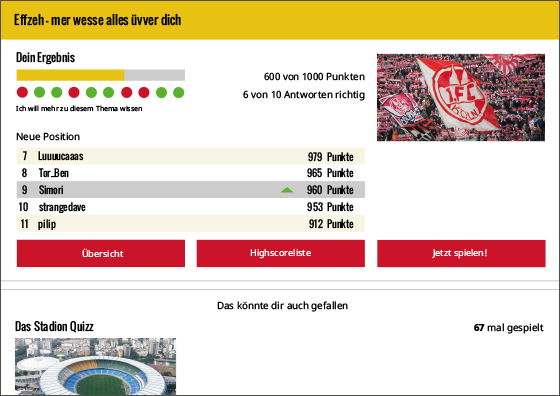 Effzeh - mer wesse alles üvver dich
Dein Ergebnis
600 von 1000 Punkten
6 von 10 Antworten richtig
Ich will mehr zu diesem Thema wissen
1.FC
KÖLN
Neue Position
7 Luuuucaaas 979 Punkte
8 Tor_Ben 965 Punkte
9 Simori 960 Punkte
10 strangedave 953 Punkte
11 pilip 912 Punkte
Übersicht
Highscoreliste
Jetzt spielen!
Das könnte dir auch gefallen
Das Stadion Quizz
67 mal gespielt